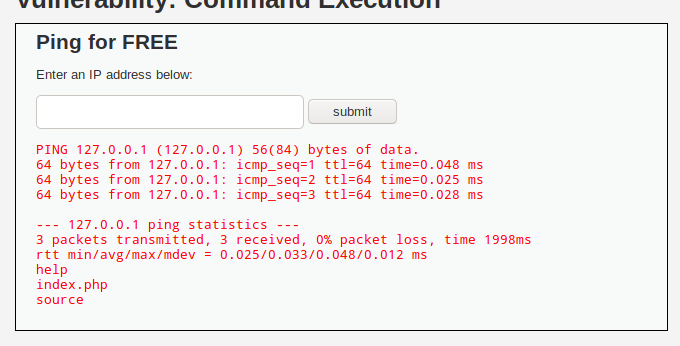 Vulnerability: Command Execution
Ping for FREE
Enter an IP address below:
submit
PING 127.0.0.1 (127.0.0.1) 56(84) bytes of data.
64 bytes from 127.0.0.1: icmp_seq=1 ttl=64 time=0.048 ms
64 bytes from 127.0.0.1: icmp_seq=2 ttl=64 time=0.025 ms
64 bytes from 127.0.0.1: icmp_seq=3 ttl=64 time=0.028 ms
--- 127.0.0.1 ping statistics ---
3 packets transmitted, 3 received, 0% packet loss, time 1998ms
rtt min/avg/max/mdev = 0.025/0.033/0.048/0.012 ms
help
index.php
source